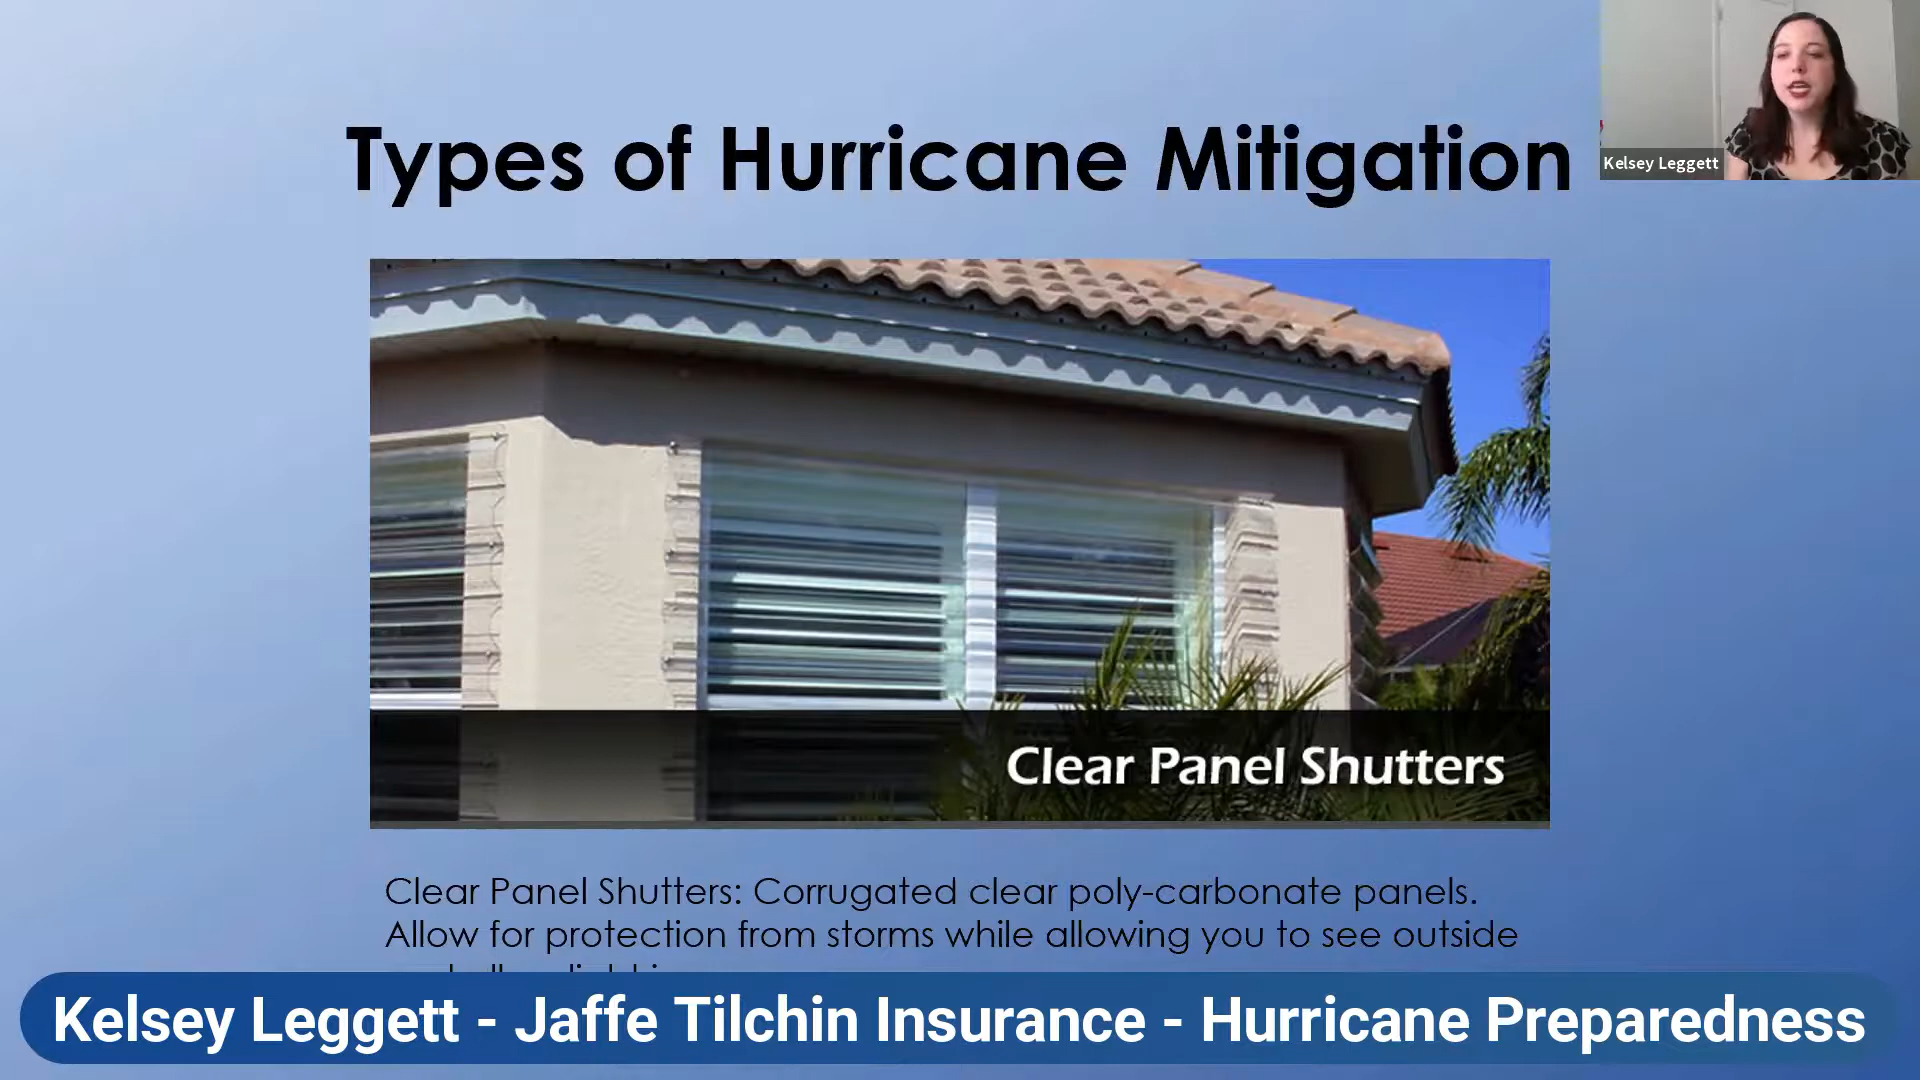 Types of Hurricane Mitigation
Kelsey Leggett
Clear Panel Shutters
Clear Panel Shutters: Corrugated clear poly-carbonate panels.
Allow for protection from storms while allowing you to see outside
Kelsey Leggett - Jaffe Tilchin Insurance - Hurricane Preparedness